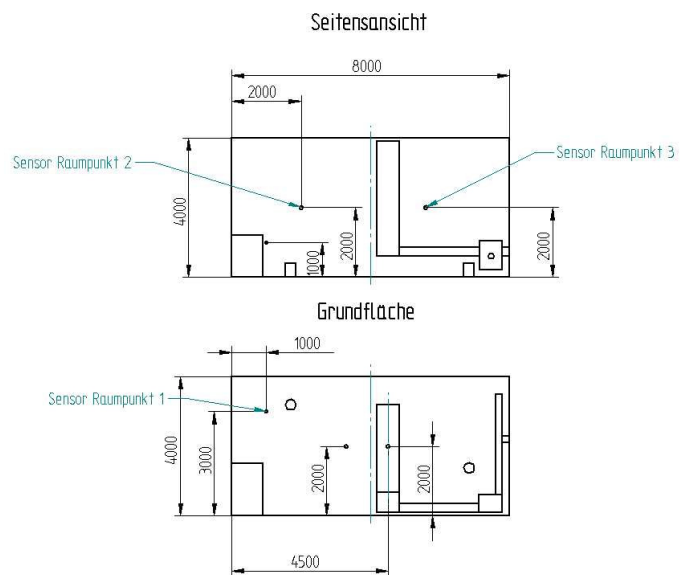 Seitensansicht
8000
2000
Sensor Raumpunkt 2
Sensor Raumpunkt 3
4000
1000
2000
2000
Grundfläche
1000
Sensor Raumpunkt 1
4000
3000
2000
2000
4500